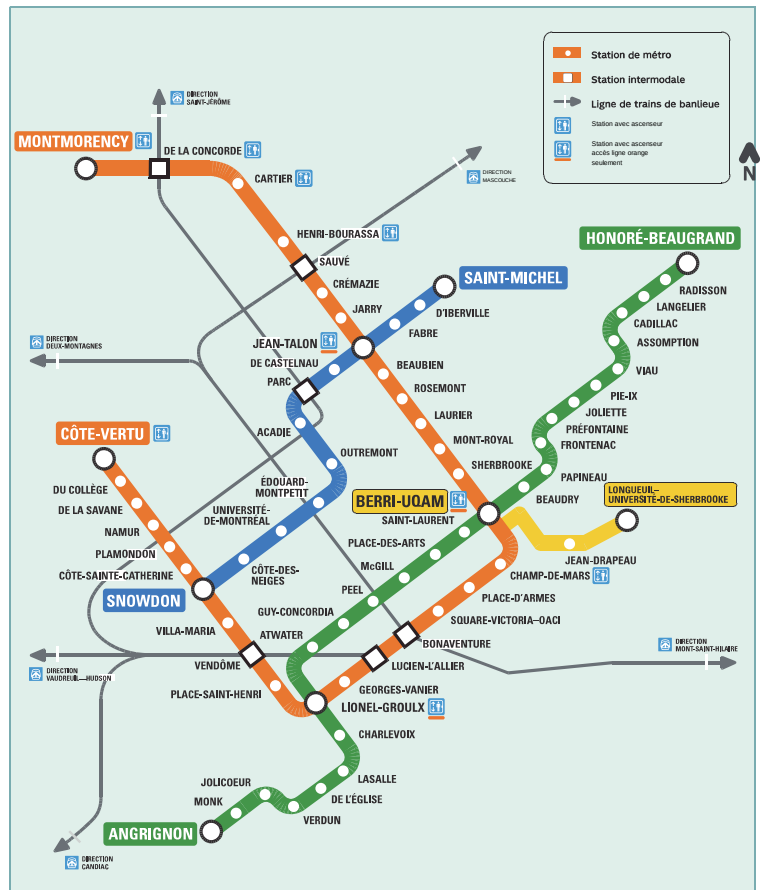 Station de métro
Station intermodale
Ligne de trains de banlieue
Station avec ascenseur
Station avec ascenseur
accès ligne orange
seulement
N
DIRECTION
SAINT-JÉRÔME
MONTMORENCY
DE LA CONCORDE
CARTIER
DIRECTION
MASCOUCHE
HENRI-BOURASSA
HONORÉ-BEAUGRAND
SAUVÉ
SAINT-MICHEL
CRÉMAZIE
RADISSON
LANGELIER
JARRY
D'IBERVILLE
CADILLAC
FABRE
DIRECTION
DEUX-MONTAGNES
JEAN-TALON
ASSOMPTION
DE CASTELNAU
BEAUBIEN
VIAU
PARC
ROSEMONT
PIE-IX
JOLIETTE
LAURIER
PRÉFONTAINE
CÔTE-VERTU
ACADIE
MONT-ROYAL
FRONTENAC
OUTREMONT
SHERBROOKE
PAPINEAU
DU COLLÈGE
ÉDOUARD-
MONTPETIT
BEAUDRY
LONGUEUIL–
UNIVERSITÉ-DE-SHERBROOKE
BERRI-UQAM
DE LA SAVANE
UNIVERSITÉ-
DE-MONTRÉAL
SAINT-LAURENT
NAMUR
PLACE-DES-ARTS
PLAMONDON
JEAN-DRAPEAU
McGILL
CÔTE-SAINTE-CATHERINE
CÔTE-DES-
NEIGES
CHAMP-DE-MARS
PEEL
SNOWDON
PLACE-D'ARMES
GUY-CONCORDIA
SQUARE-VICTORIA–OACI
VILLA-MARIA
ATWATER
BONAVENTURE
DIRECTION
MONT-SAINT-HILAIRE
VENDÔME
LUCIEN-L'ALLIER
DIRECTION
VAUDREUIL—HUDSON
PLACE-SAINT-HENRI
GEORGES-VANIER
LIONEL-GROULX
CHARLEVOIX
JOLICOEUR
LASALLE
MONK
DE L'ÉGLISE
VERDUN
ANGRIGNON
DIRECTION
CANDIAC